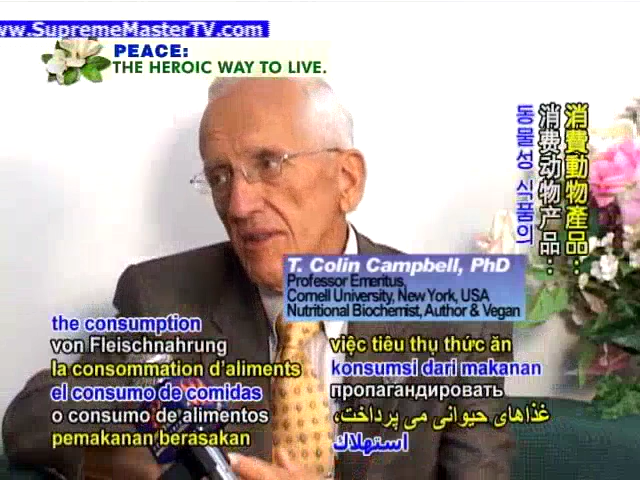 ww.SupremeMasterTV.com
PEACE:
THE HEROIC WAY TO LIVE.
消費動物產品：
消费动物产品：
동물성 식품의
T. Colin Campbell, PhD
Professor Emeritus,
Cornell University, New York, USA
Nutritional Biochemist, Author & Vegan
the consumption
von Fleischnahrung
la consommation d'aliments
el consumo de comidas
o consumo de alimentos
pemakanan berasakan
việc tiêu thụ thức ăn
konsumsi dari makanan
пропагандировать
غذاهای حیوانی می پرداخت،
استهلاك